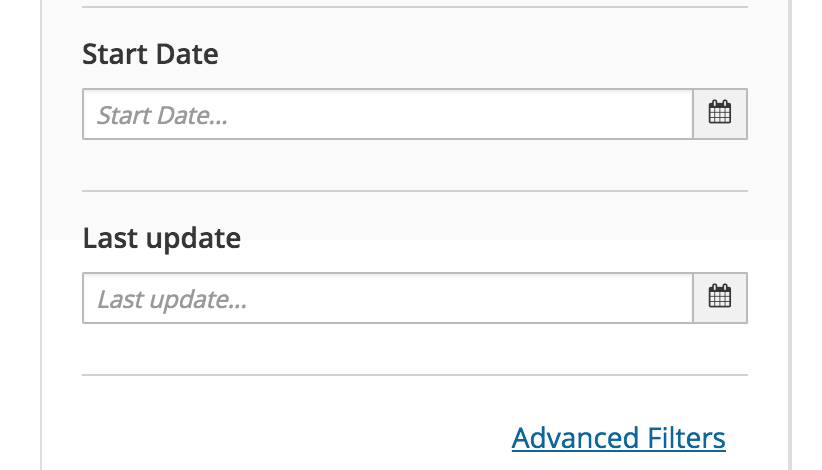 Start Date
Start Date...
Last update
Last update...
Advanced Filters